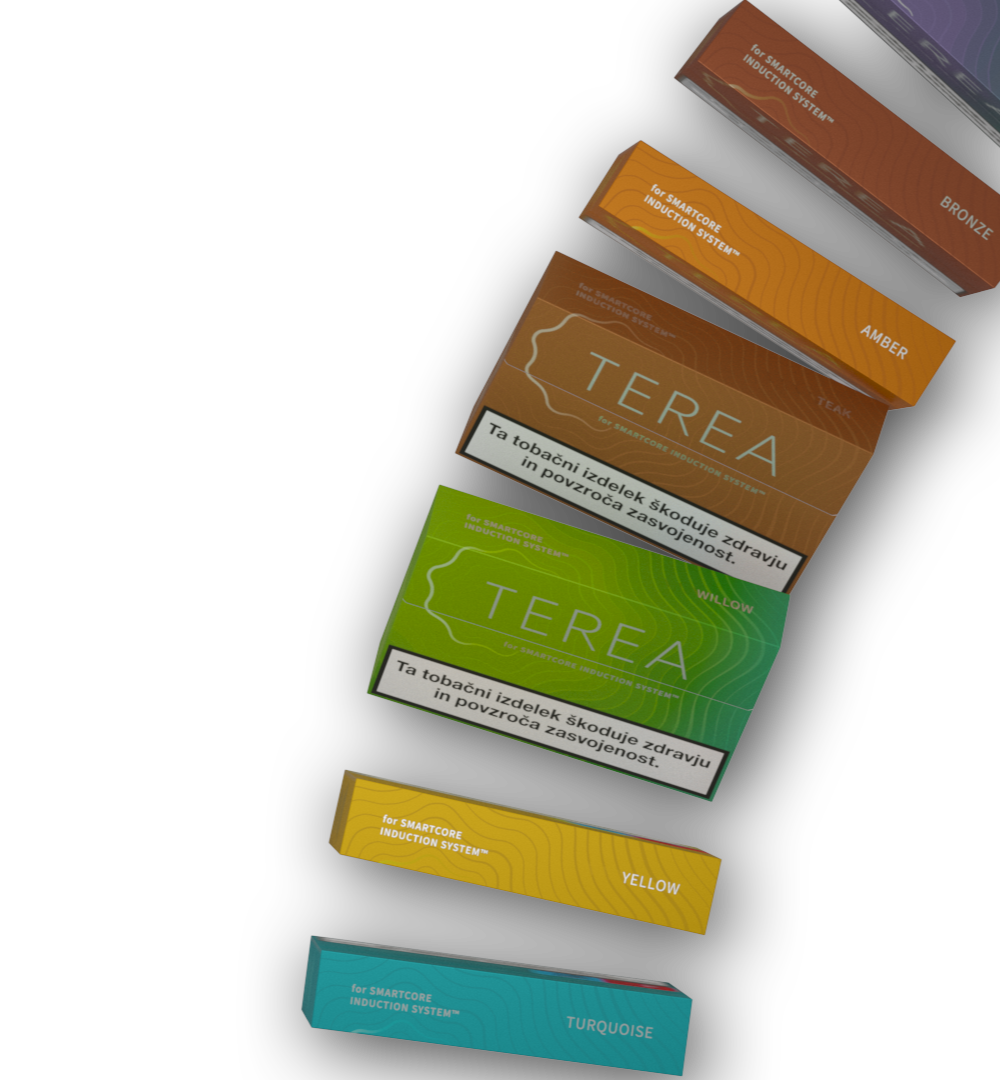 TEREA
for SMARTCORE
INDUCTION SYSTEM™
BRONZE
TEREA
for SMARTCORE
INDUCTION SYSTEM™
AMBER
for SMARTCORE
INDUCTION SYSTEM™
TEAK
TEREA
for SMARTCORE INDUCTION SYSTEM™
Ta tobačni izdelek škoduje zdravju
in povzroča zasvojenost.
for SMARTCORE
INDUCTION SYSTEM™
WILLOW
TEREA
for SMARTCORE INDUCTION SYSTEM™
Ta tobačni izdelek škoduje zdravju
in povzroča zasvojenost.
for SMARTCORE
INDUCTION SYSTEM™
YELLOW
for SMARTCORE
INDUCTION SYSTEM™
TURQUOISE